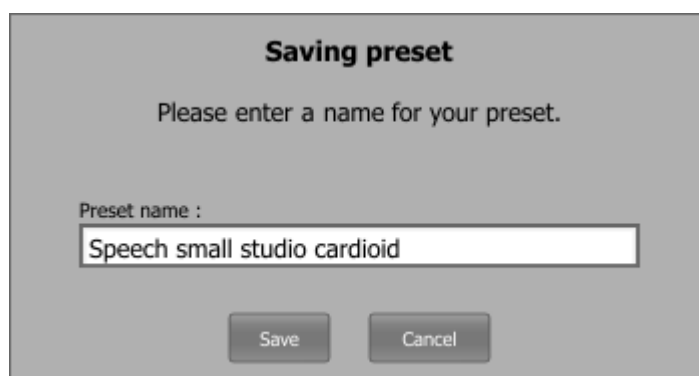 Saving preset
Please enter a name for your preset.
Preset name :
Speech small studio cardioid
Save
Cancel